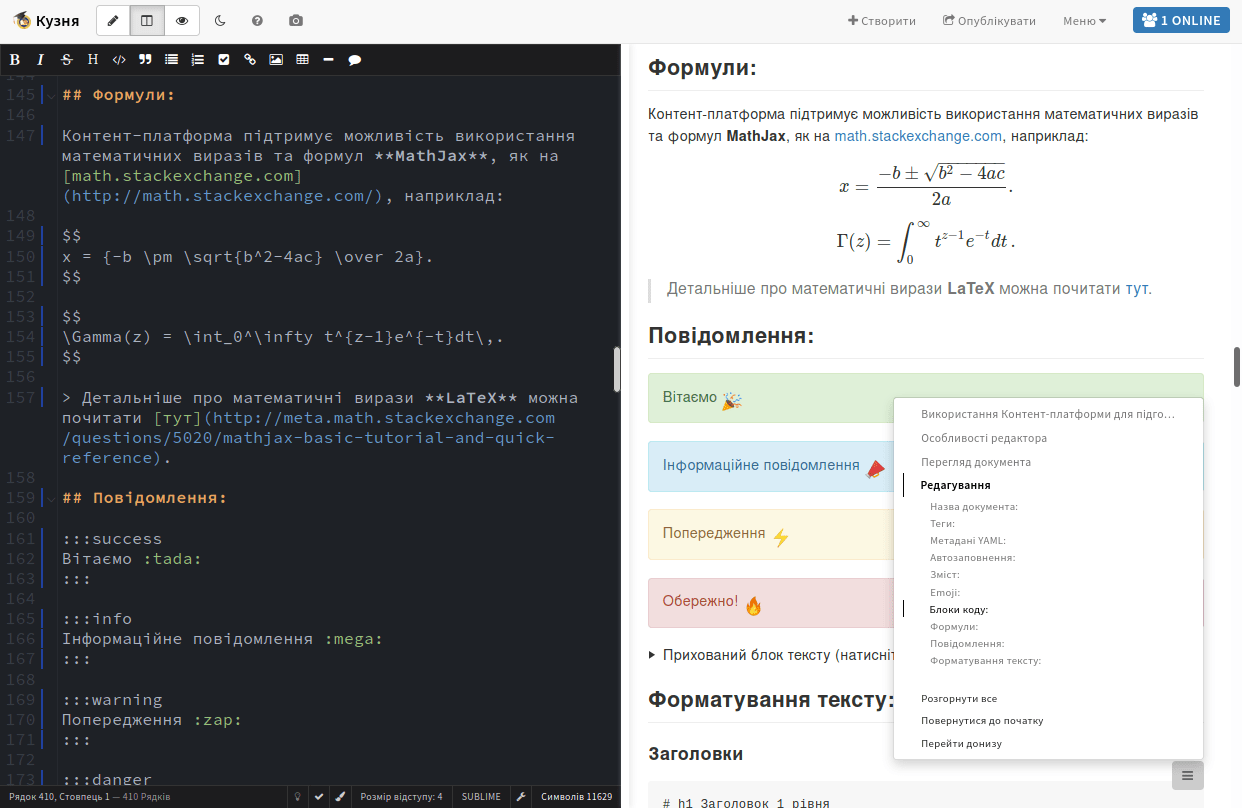 Кузня
Створити
Опублікувати
Меню
1 ONLINE
B I S H </>
144
145 ## Формули:
146
147 Контент-платформа підтримує можливість використання
математичних виразів та формул **MathJax**, як на
[math.stackexchange.com]
(http://math.stackexchange.com/), наприклад:
148
149 $$
150 x = {-b \pm \sqrt{b^2-4ac} \over 2a}.
151 $$
152
153 $$
154 \Gamma(z) = \int_0^\infty t^{z-1}e^{-t}dt\,.
155 $$
156
157 > Детальніше про математичні вирази **LaTeX** можна
почитати [тут](http://meta.math.stackexchange.com
/questions/5020/mathjax-basic-tutorial-and-quick-
reference).
158
159 ## Повідомлення:
160
161 :::success
162 Вітаємо :tada:
163 :::
164
165 :::info
166 Інформаційне повідомлення :mega:
167 :::
168
169 :::warning
170 Попередження :zap:
171 :::
172
173 :::danger
Рядок 410, Стовпець 1 — 410 Рядків
Розмір відступу: 4
SUBLIME
Символів 11629
Формули:
Контент-платформа підтримує можливість використання математичних виразів
та формул MathJax, як на math.stackexchange.com, наприклад:
x = \frac{-b ± √(b² − 4ac)}{2a}.
Γ(z) = ∫₀^∞ t^{z−1}e^{−t}dt .
Детальніше про математичні вирази LaTeX можна почитати тут.
Повідомлення:
Вітаємо 🎉
Інформаційне повідомлення 📣
Попередження ⚡
Обережно! 🔥
Прихований блок тексту
Форматування тексту:
Заголовки
# h1 Заголовок 1 рівня
Використання Контент-платформи для підго…
Особливості редактора
Перегляд документа
Редагування
Назва документа:
Теги:
Метадані YAML:
Автозаповнення:
Зміст:
Emoji:
Блоки коду:
Формули:
Повідомлення:
Форматування тексту:
Розгорнути все
Повернутися до початку
Перейти донизу